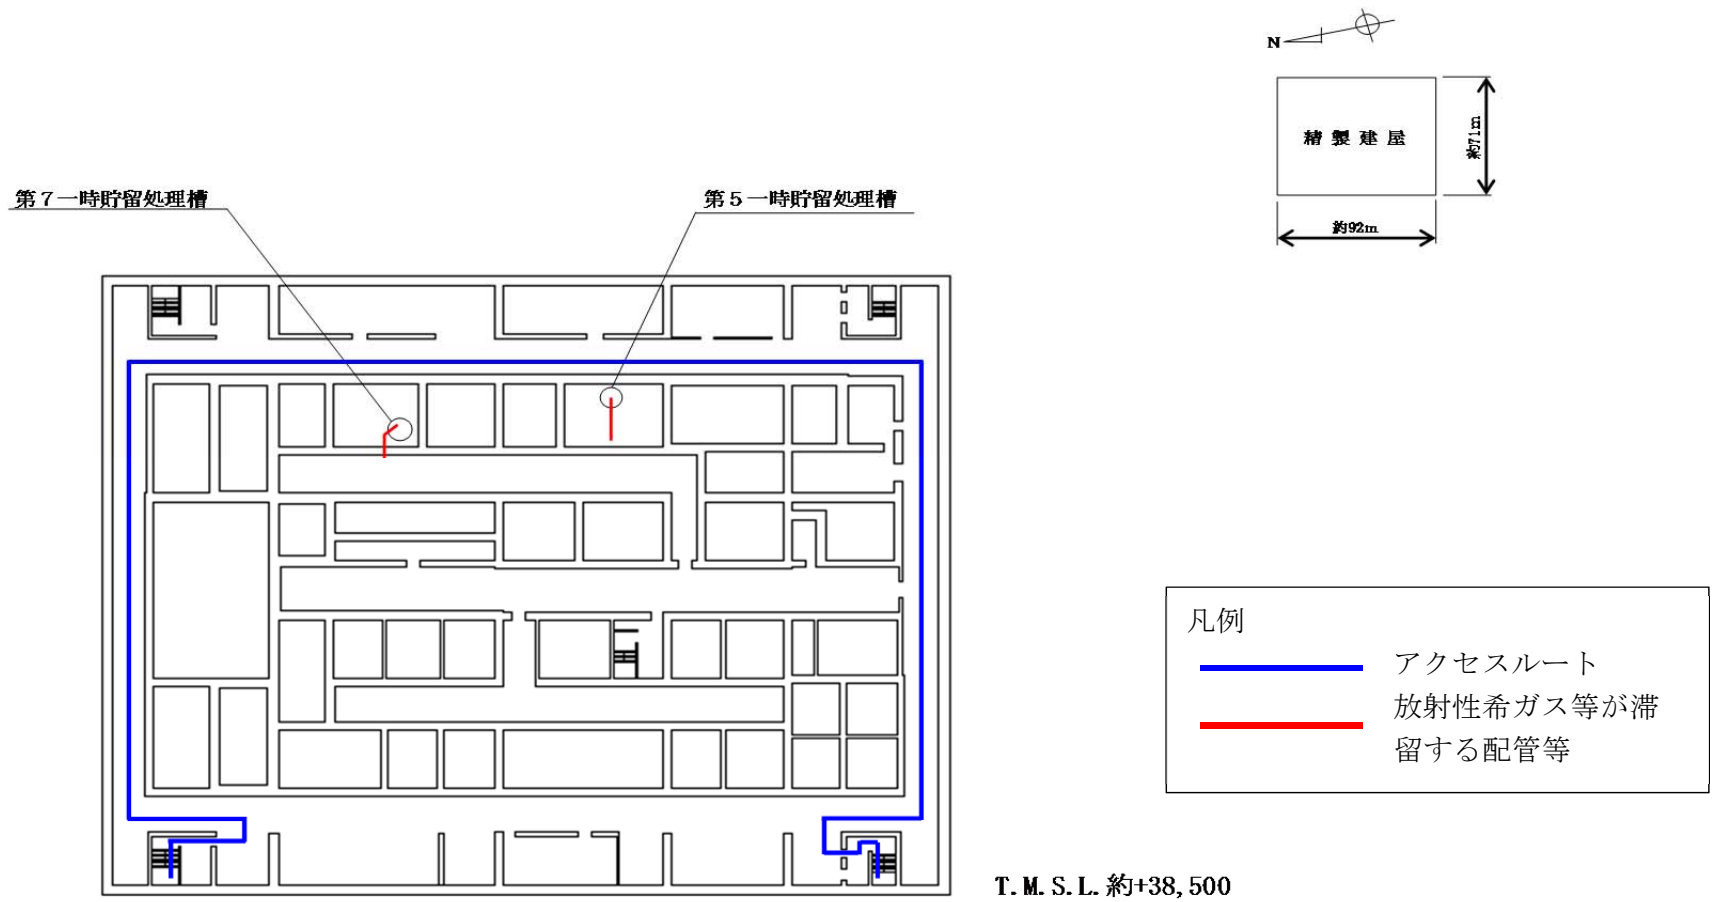 N
精製建屋
約71m
約92m
第７一時貯留処理槽
第５一時貯留処理槽
凡例
アクセスルート
放射性希ガス等が滞
留する配管等
T.M.S.L.約+38,500